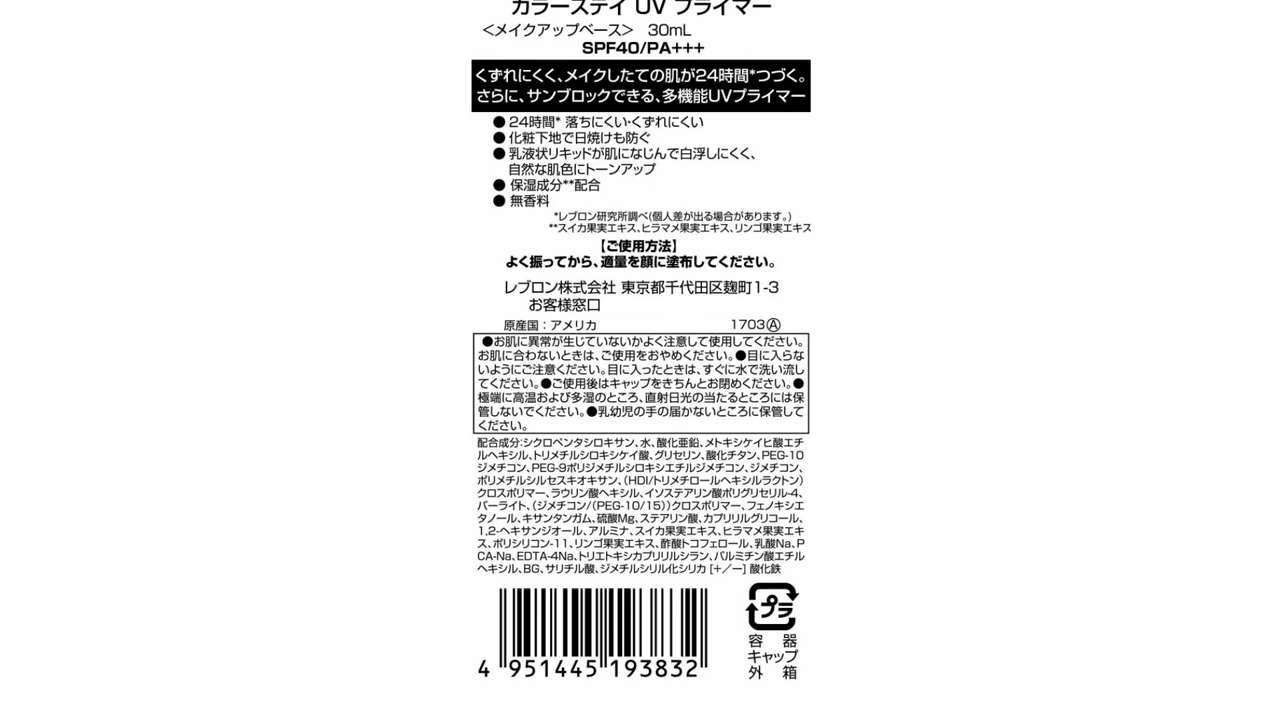 カラーステイ UV プライマー
＜メイクアップベース＞ 30mL
SPF40/PA+++
くずれにくく、メイクしたての肌が24時間*つづく。
さらに、サンブロックできる、多機能UVプライマー
● 24時間* 落ちにくい・くずれにくい
● 化粧下地で日焼けも防ぐ
● 乳液状リキッドが肌になじんで白浮しにくく、
自然な肌色にトーンアップ
● 保湿成分**配合
● 無香料
*レブロン研究所調べ(個人差が出る場合があります。)
**スイカ果実エキス、ヒラマメ果実エキス、リンゴ果実エキス
【ご使用方法】
よく振ってから、適量を顔に塗布してください。
レブロン株式会社 東京都千代田区麹町1-3
お客様窓口
原産国：アメリカ 1703Ⓐ
●お肌に異常が生じていないかよく注意して使用してください。
お肌に合わないときは、ご使用をおやめください。●目に入らな
いようにご注意ください。目に入ったときは、すぐに水で洗い流し
てください。●ご使用後はキャップをきちんとお閉めください。●
極端に高温および多湿のところ、直射日光の当たるところには保
管しないでください。●乳幼児の手の届かないところに保管して
ください。
配合成分:シクロペンタシロキサン、水、酸化亜鉛、メトキシケイヒ酸エチ
ルヘキシル、トリメチルシロキシケイ酸、グリセリン、酸化チタン、PEG-10
ジメチコン、PEG-9ポリジメチルシロキシエチルジメチコン、ジメチコン、
ポリメチルシルセスキオキサン、(HDI/トリメチロールヘキシルラクトン)
クロスポリマー、ラウリン酸ヘキシル、イソステアリン酸ポリグリセリル-4、
パーライト、(ジメチコン/(PEG-10/15))クロスポリマー、フェノキシエ
タノール、キサンタンガム、硫酸Mg、ステアリン酸、カプリリルグリコール、
1,2-ヘキサンジオール、アルミナ、スイカ果実エキス、ヒラマメ果実エキ
ス、ポリシリコン-11、リンゴ果実エキス、酢酸トコフェロール、乳酸Na、P
CA-Na、EDTA-4Na、トリエトキシカプリリルシラン、パルミチン酸エチル
ヘキシル、BG、サリチル酸、ジメチルシリル化シリカ [+／ー] 酸化鉄
プラ
容 器
キャップ
外 箱
4 951445 193832